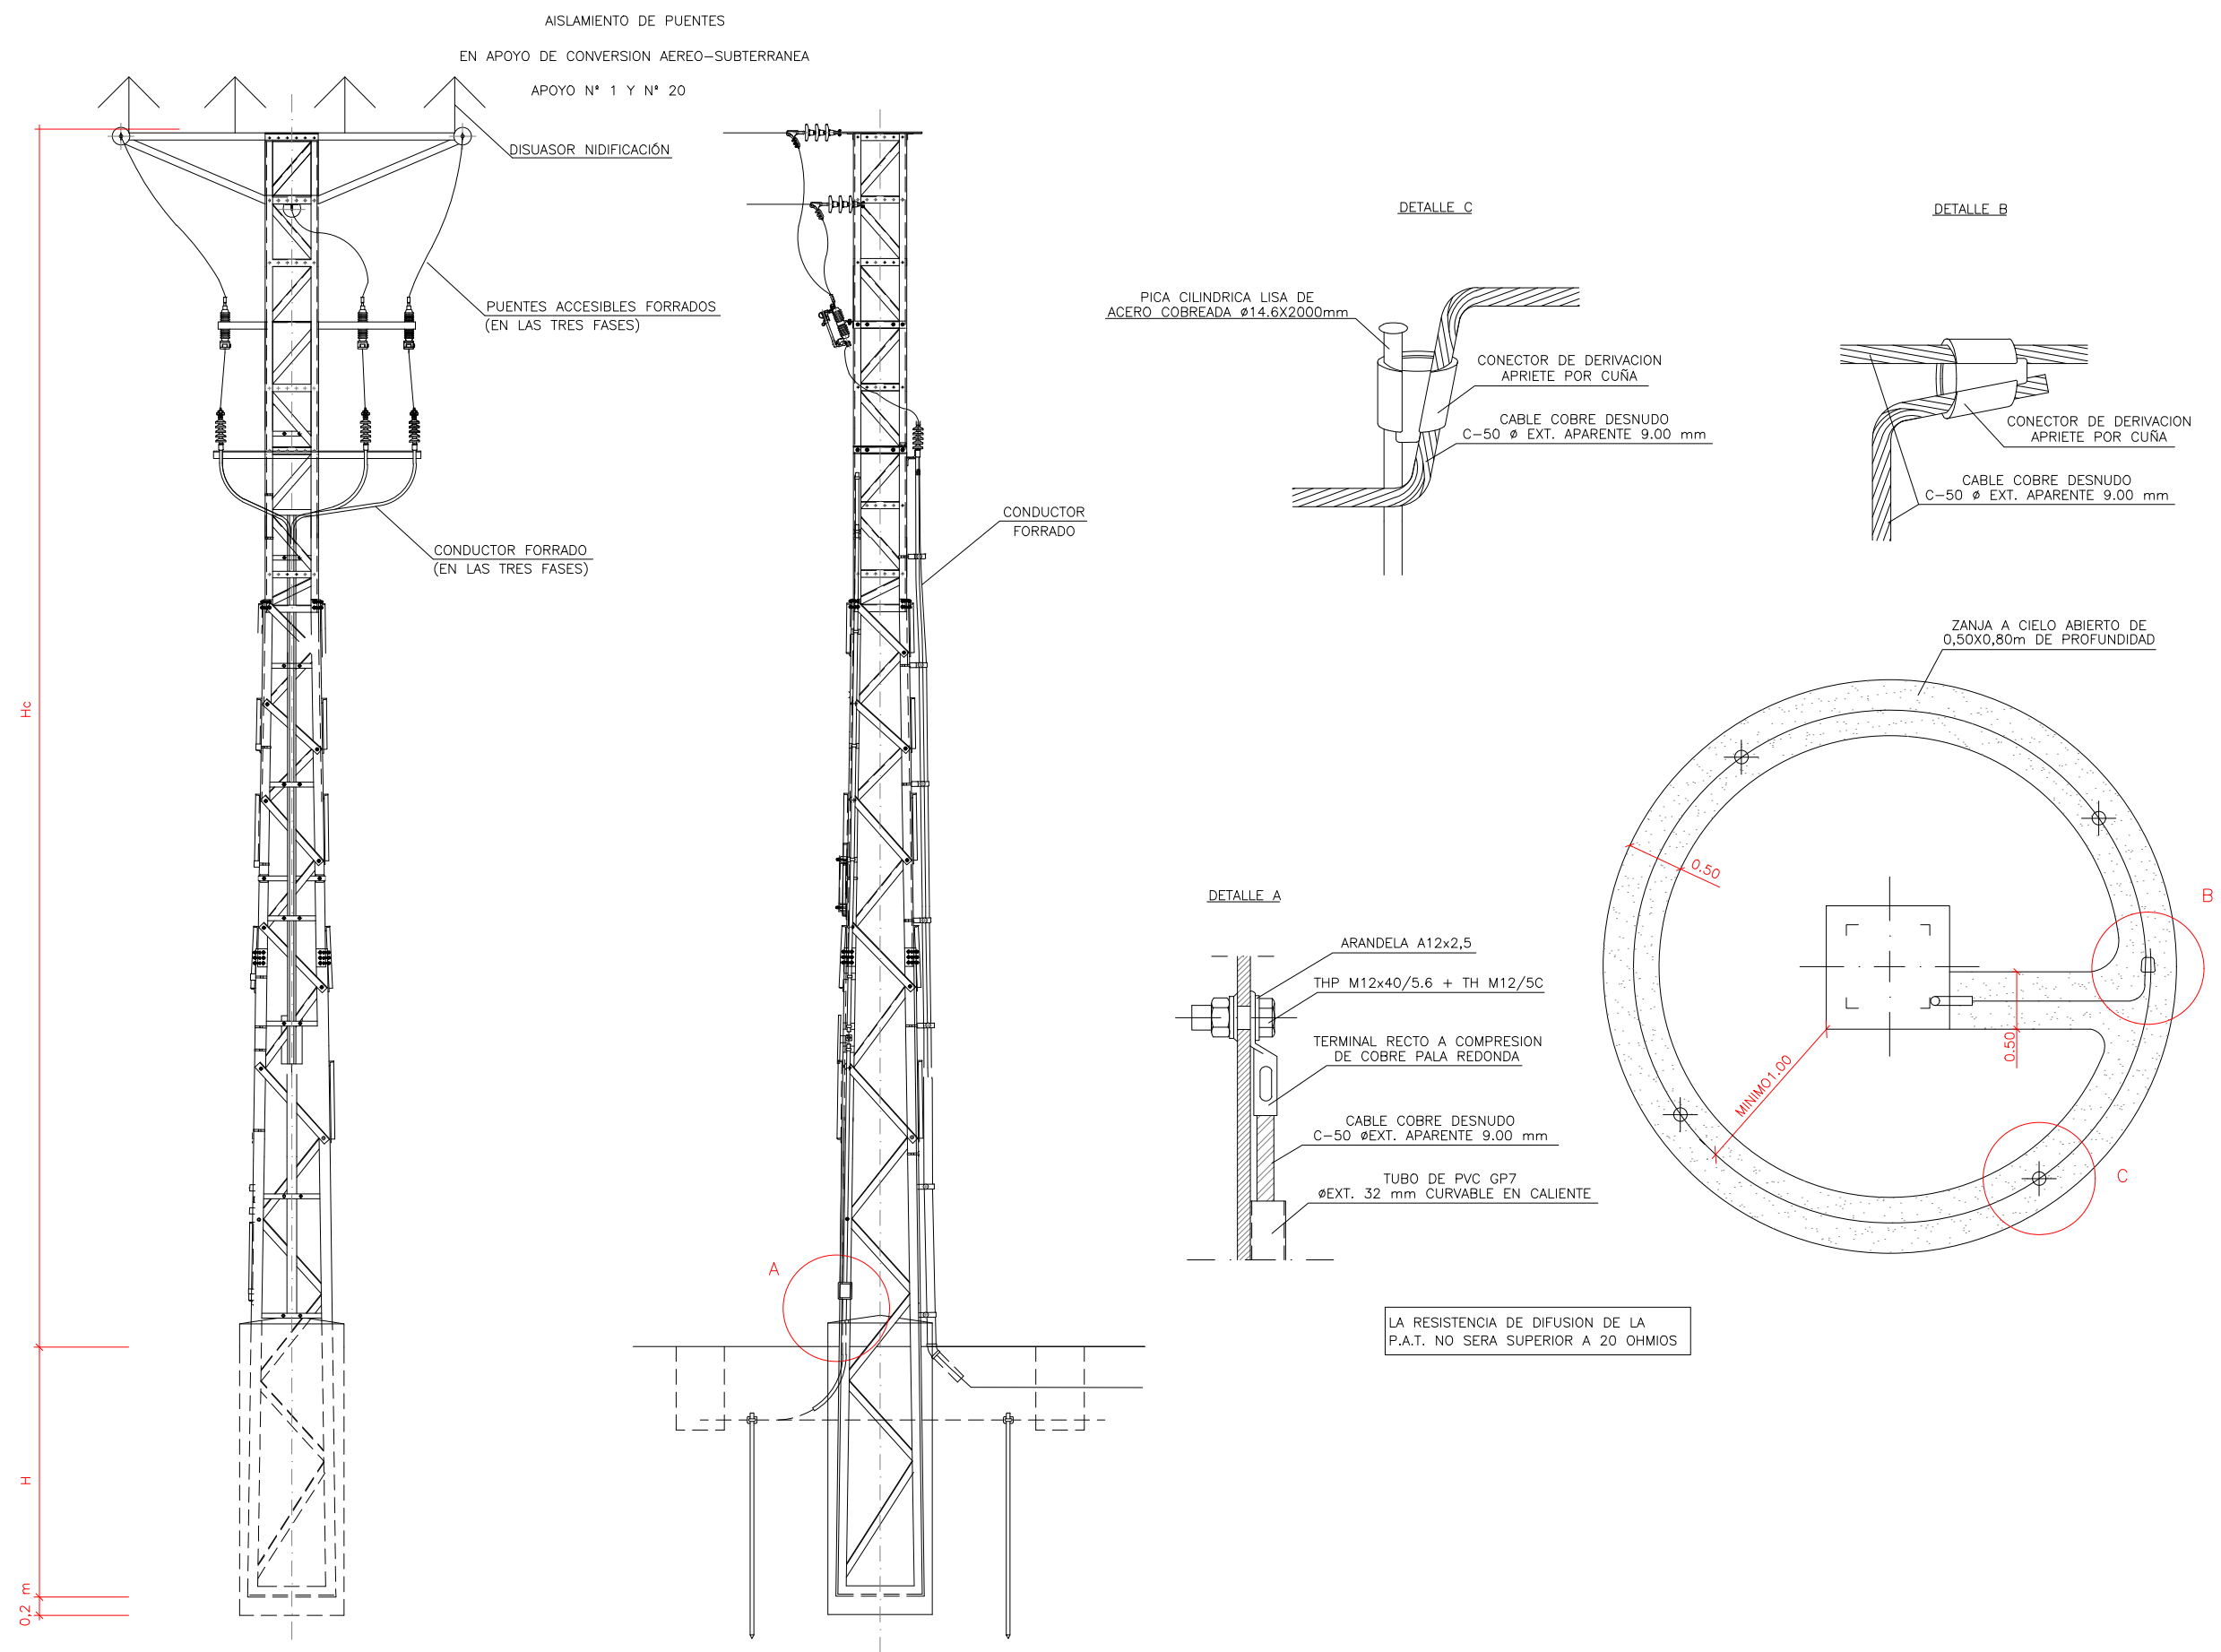 AISLAMIENTO DE PUENTES
EN APOYO DE CONVERSION AEREO-SUBTERRANEA
APOYO Nº 1 Y Nº 20
DISUASOR NIDIFICACIÓN
PUENTES ACCESIBLES FORRADOS
(EN LAS TRES FASES)
CONDUCTOR FORRADO
(EN LAS TRES FASES)
Hc
H
0.2 m
CONDUCTOR
FORRADO
A
DETALLE C
PICA CILINDRICA LISA DE
ACERO COBREADA Ø14.6X2000mm
CONECTOR DE DERIVACION
APRIETE POR CUÑA
CABLE COBRE DESNUDO
C-50 Ø EXT. APARENTE 9.00 mm
DETALLE B
CONECTOR DE DERIVACION
APRIETE POR CUÑA
CABLE COBRE DESNUDO
C-50 Ø EXT. APARENTE 9.00 mm
ZANJA A CIELO ABIERTO DE
0,50X0,80m DE PROFUNDIDAD
0.50
B
0.50
MINIMO1.00
C
DETALLE A
ARANDELA A12x2,5
THP M12x40/5.6 + TH M12/5C
TERMINAL RECTO A COMPRESION
DE COBRE PALA REDONDA
CABLE COBRE DESNUDO
C-50 ØEXT. APARENTE 9.00 mm
TUBO DE PVC GP7
ØEXT. 32 mm CURVABLE EN CALIENTE
LA RESISTENCIA DE DIFUSION DE LA
P.A.T. NO SERA SUPERIOR A 20 OHMIOS